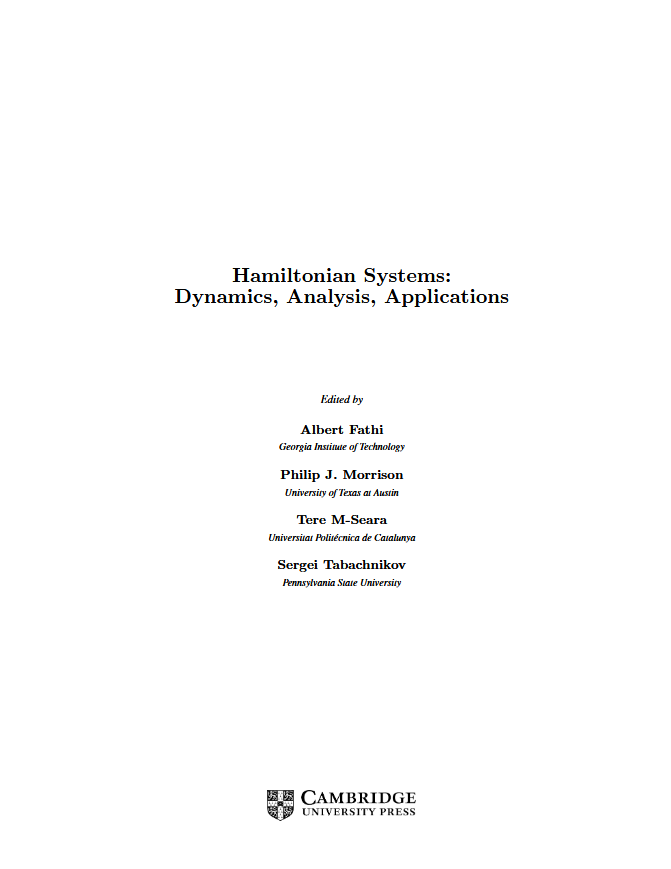 Hamiltonian Systems:
Dynamics, Analysis, Applications
Edited by
Albert Fathi
Georgia Institute of Technology
Philip J. Morrison
University of Texas at Austin
Tere M-Seara
Universitat Politécnica de Catalunya
Sergei Tabachnikov
Pennsylvania State University
CAMBRIDGE
UNIVERSITY PRESS